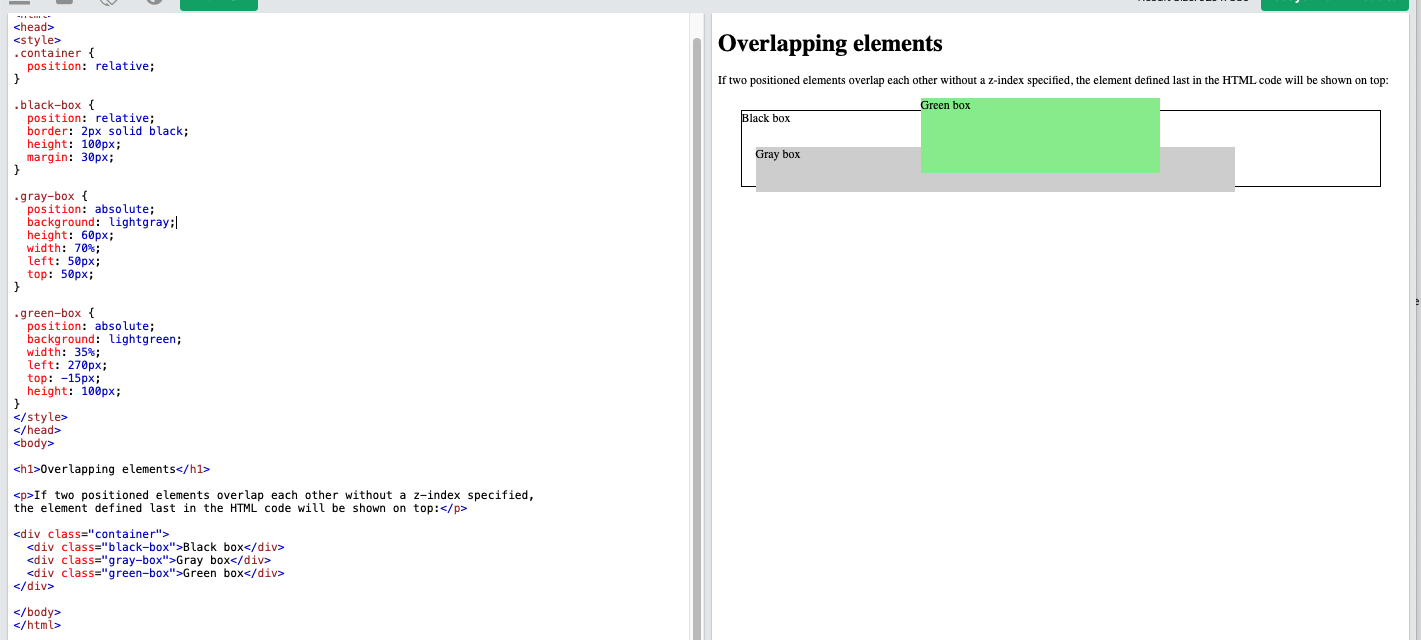 <head>
<style>
.container {
  position: relative;
}

.black-box {
  position: relative;
  border: 2px solid black;
  height: 100px;
  margin: 30px;
}

.gray-box {
  position: absolute;
  background: lightgray;
  height: 60px;
  width: 70%;
  left: 50px;
  top: 50px;
}

.green-box {
  position: absolute;
  background: lightgreen;
  width: 35%;
  left: 270px;
  top: -15px;
  height: 100px;
}
</style>
</head>
<body>

<h1>Overlapping elements</h1>

<p>If two positioned elements overlap each other without a z-index specified,
the element defined last in the HTML code will be shown on top:</p>

<div class="container">
  <div class="black-box">Black box</div>
  <div class="gray-box">Gray box</div>
  <div class="green-box">Green box</div>
</div>

</body>
</html>
Overlapping elements
If two positioned elements overlap each other without a z-index specified, the element defined last in the HTML code will be shown on top:
Green box
Black box
Gray box